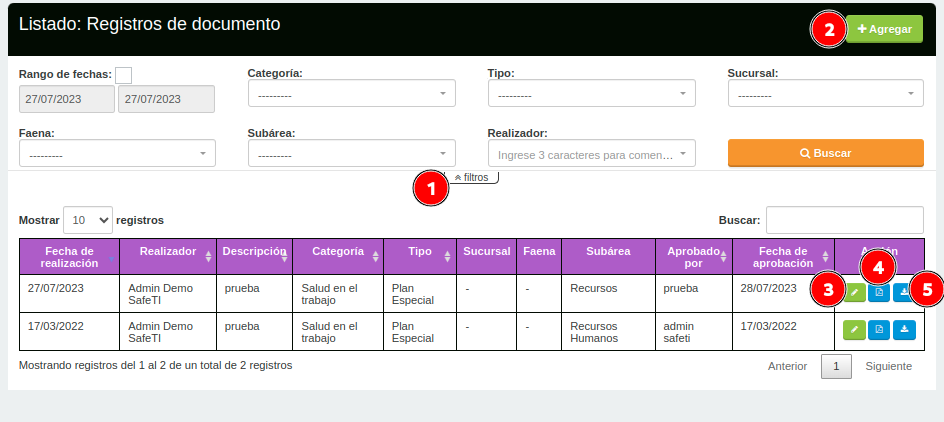 Listado: Registros de documento
2
Agregar
Rango de fechas:
Categoría:
Tipo:
Sucursal:
27/07/2023 27/07/2023
---------
---------
---------
Faena:
Subárea:
Realizador:
---------
---------
Ingrese 3 caracteres para comen...
Buscar
1
filtros
Mostrar 10 registros
Buscar:
Fecha de realización
Realizador
Descripción
Categoría
Tipo
Sucursal
Faena
Subárea
Aprobado por
Fecha de aprobación
27/07/2023
Admin Demo SafeTI
prueba
Salud en el trabajo
Plan Especial
-
-
Recursos
prueba
28/07/2023
3
4
5
17/03/2022
Admin Demo SafeTI
prueba
Salud en el trabajo
Plan Especial
-
-
Recursos Humanos
admin safeti
17/03/2022
Mostrando registros del 1 al 2 de un total de 2 registros
Anterior 1 Siguiente